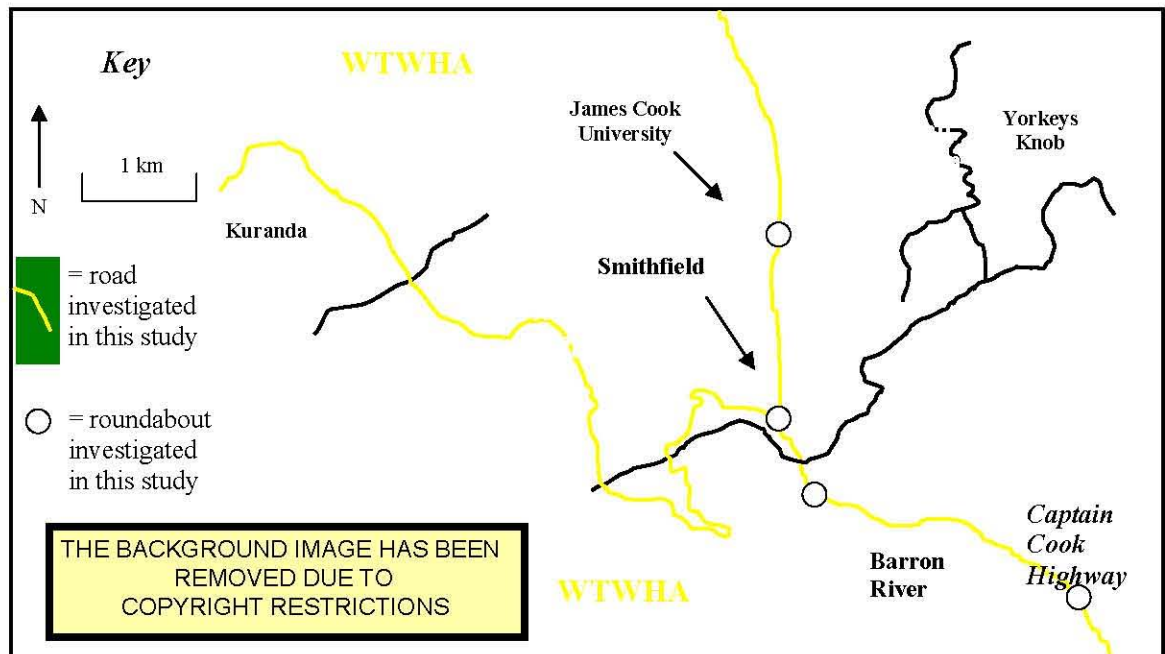 Key
WTWHA
James Cook
University
Yorkeys
Knob
1 km
N
Kuranda
Smithfield
= road
investigated
in this study
= roundabout
investigated
in this study
THE BACKGROUND IMAGE HAS BEEN
REMOVED DUE TO
COPYRIGHT RESTRICTIONS
WTWHA
Barron
River
Captain
Cook
Highway